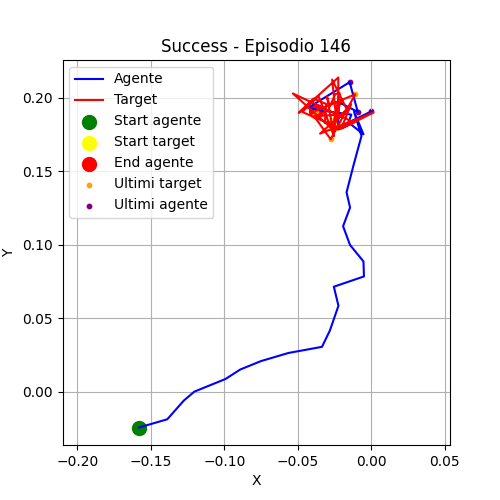 Success - Episodio 146
Agente
Target
Start agente
Start target
End agente
Ultimi target
Ultimi agente
0.20
0.15
0.10
0.05
0.00
Y
−0.20 −0.15 −0.10 −0.05 0.00 0.05
X